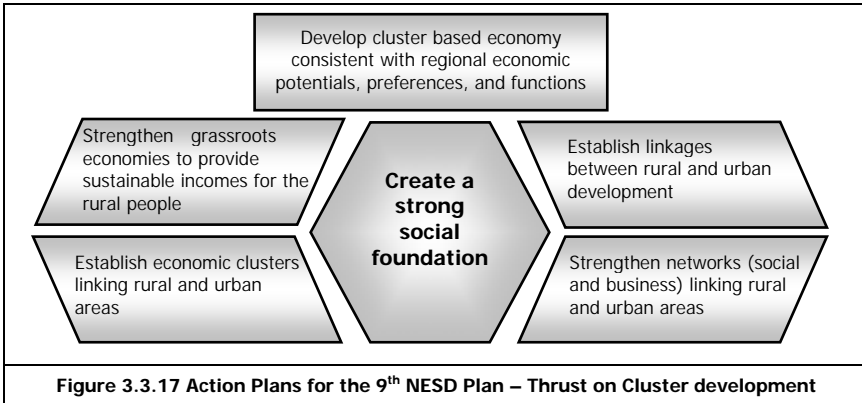 Develop cluster based economy
consistent with regional economic
potentials, preferences, and functions
Strengthen grassroots
economies to provide
sustainable incomes for the
rural people
Create a
strong
social
foundation
Establish linkages
between rural and urban
development
Establish economic clusters
linking rural and urban
areas
Strengthen networks (social
and business) linking rural
and urban areas
Figure 3.3.17 Action Plans for the 9th NESD Plan – Thrust on Cluster development